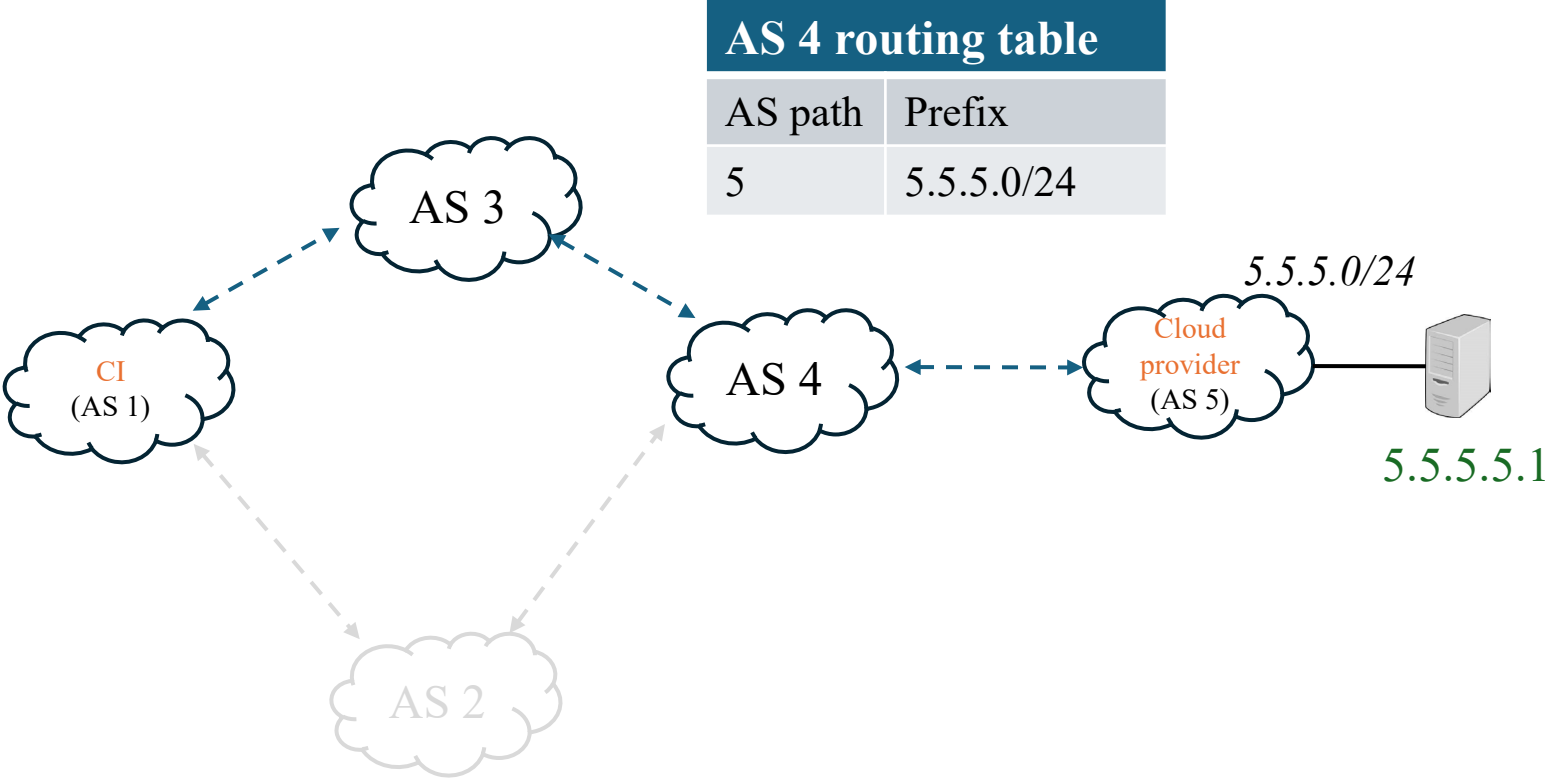 AS 4 routing table
AS path Prefix
5 5.5.5.0/24
AS 3
5.5.5.0/24
CI
(AS 1)
AS 4
Cloud
provider
(AS 5)
5.5.5.5.1
AS 2